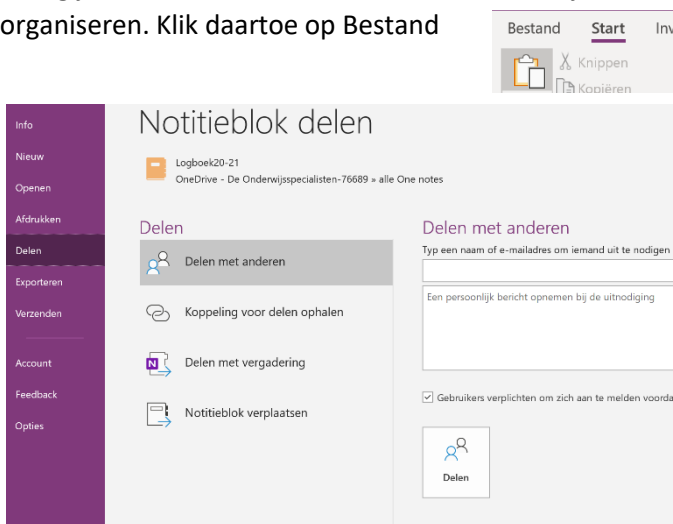 organiseren. Klik daartoe op Bestand
Bestand Start
Knippen
Kopiëren
Info
Nieuw
Openen
Afdrukken
Delen
Exporteren
Verzenden
Account
Feedback
Opties
Notitieblok delen
Logboek20-21
OneDrive - De Onderwijsspecialisten-76689 » alle One notes
Delen
Delen met anderen
Koppeling voor delen ophalen
Delen met vergadering
Notitieblok verplaatsen
Delen met anderen
Typ een naam of e-mailadres om iemand uit te nodigen
Een persoonlijk bericht opnemen bij de uitnodiging
Gebruikers verplichten om zich aan te melden
Delen